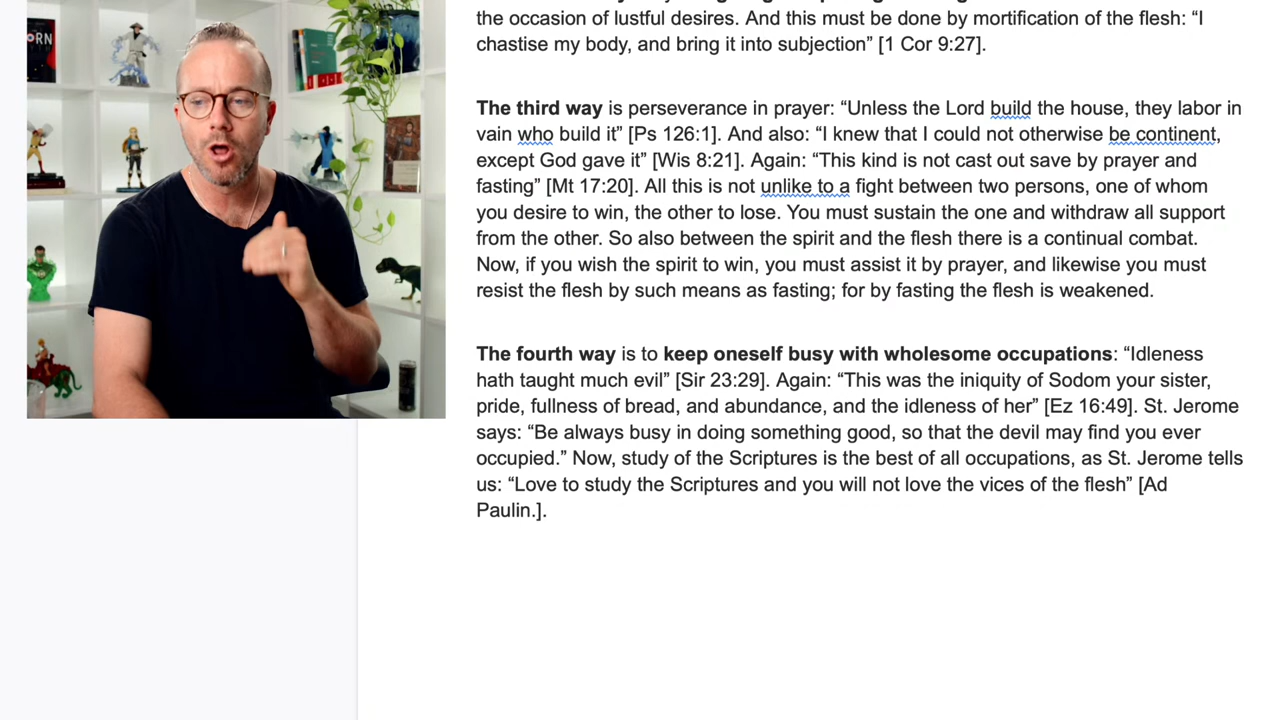 ORN
the occasion of lustful desires. And this must be done by mortification of the flesh: “I
chastise my body, and bring it into subjection” [1 Cor 9:27].
The third way is perseverance in prayer: “Unless the Lord build the house, they labor in
vain who build it” [Ps 126:1]. And also: “I knew that I could not otherwise be continent,
except God gave it” [Wis 8:21]. Again: “This kind is not cast out save by prayer and
fasting” [Mt 17:20]. All this is not unlike to a fight between two persons, one of whom
you desire to win, the other to lose. You must sustain the one and withdraw all support
from the other. So also between the spirit and the flesh there is a continual combat.
Now, if you wish the spirit to win, you must assist it by prayer, and likewise you must
resist the flesh by such means as fasting; for by fasting the flesh is weakened.
The fourth way is to keep oneself busy with wholesome occupations: “Idleness
hath taught much evil” [Sir 23:29]. Again: “This was the iniquity of Sodom your sister,
pride, fullness of bread, and abundance, and the idleness of her” [Ez 16:49]. St. Jerome
says: “Be always busy in doing something good, so that the devil may find you ever
occupied.” Now, study of the Scriptures is the best of all occupations, as St. Jerome tells
us: “Love to study the Scriptures and you will not love the vices of the flesh” [Ad
Paulin.].